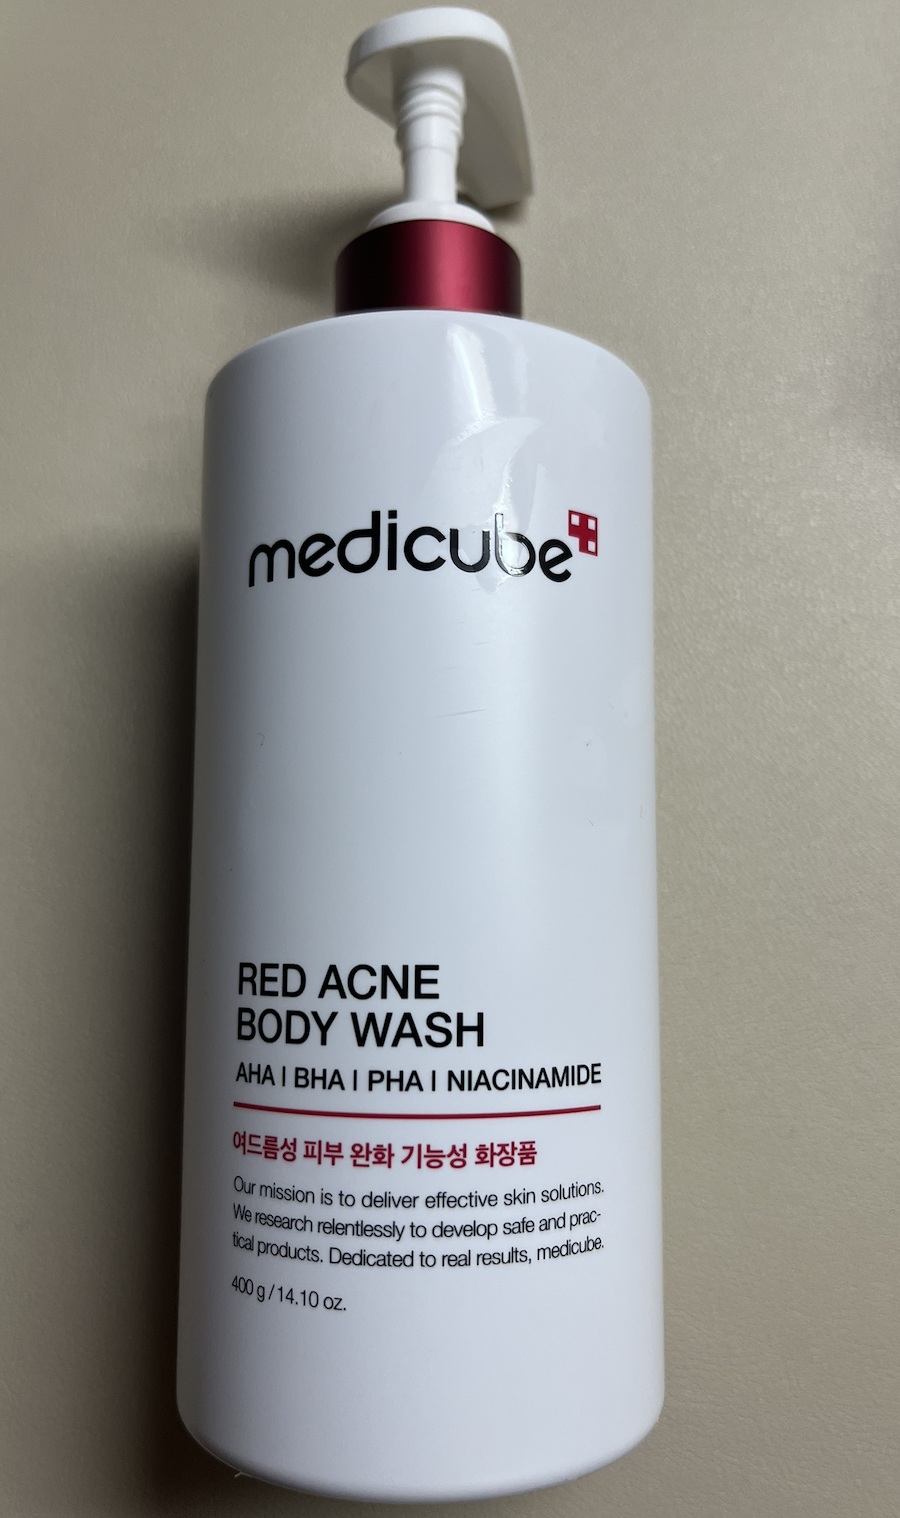 medicube
RED ACNE
BODY WASH
AHA | BHA | PHA | NIACINAMIDE
여드름성 피부 완화 기능성 화장품
Our mission is to deliver effective skin solutions.
We research relentlessly to develop safe and prac-
tical products. Dedicated to real results, medicube.
400 g / 14.10 oz.